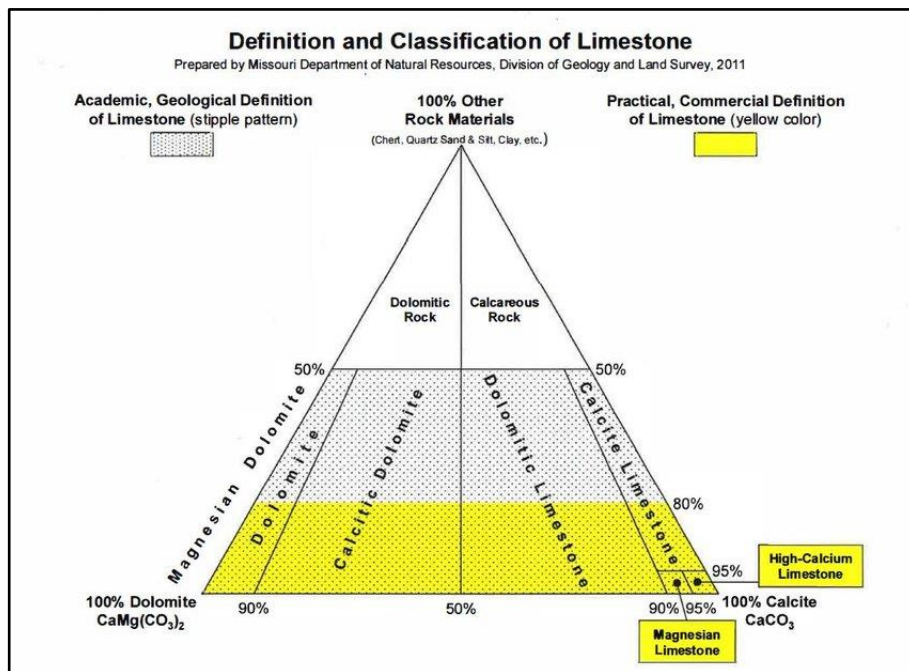 Definition and Classification of Limestone
Prepared by Missouri Department of Natural Resources, Division of Geology and Land Survey, 2011
Academic, Geological Definition
of Limestone (stipple pattern)
100% Other
Rock Materials
(Chert, Quartz Sand & Silt, Clay, etc.)
Practical, Commercial Definition
of Limestone (yellow color)
Dolomitic
Rock
Calcareous
Rock
50%
50%
Magnesian Dolomite
Dolomite
Calcitic Dolomite
Dolomitic Limestone
Calcite Limestone
80%
95%
High-Calcium
Limestone
100% Dolomite
CaMg(CO₃)₂
90%
50%
90%
95%
100% Calcite
CaCO₃
Magnesian
Limestone